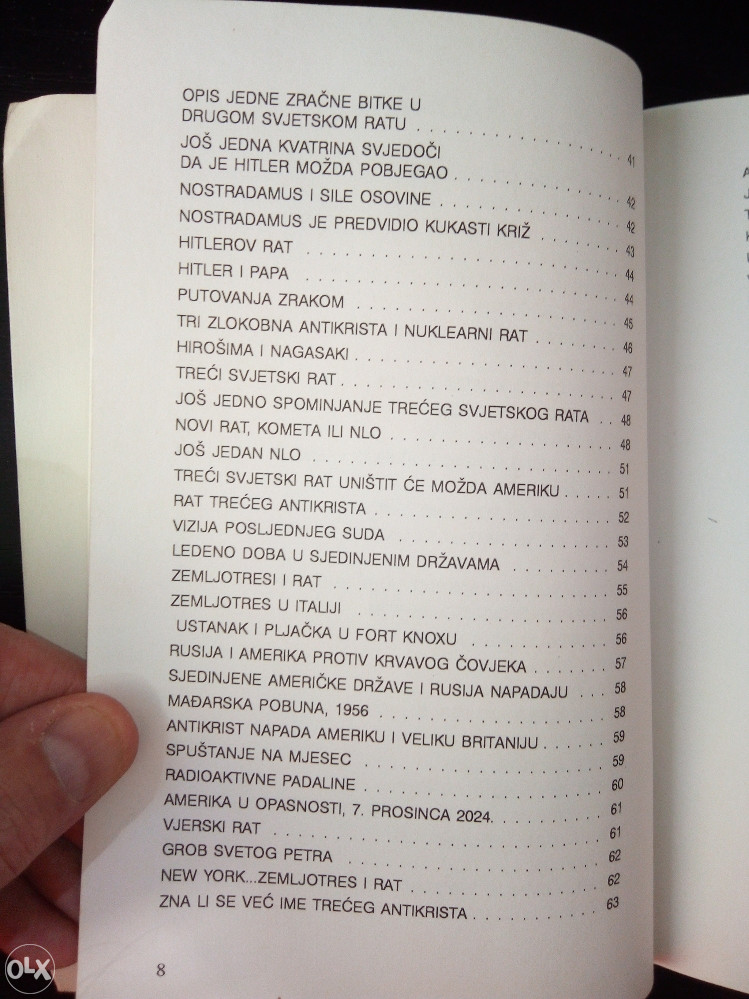 OPIS JEDNE ZRAČNE BITKE U
DRUGOM SVJETSKOM RATU . . . . . . . . . . . . . . . 41
JOŠ JEDNA KVATRINA SVJEDOČI
DA JE HITLER MOŽDA POBJEGAO . . . . . . . . . . . . 42
NOSTRADAMUS I SILE OSOVINE . . . . . . . . . . . . . 42
NOSTRADAMUS JE PREDVIDIO KUKASTI KRIŽ . . . . . . . 43
HITLEROV RAT . . . . . . . . . . . . . . . . . . . . 44
HITLER I PAPA . . . . . . . . . . . . . . . . . . . . 44
PUTOVANJA ZRAKOM . . . . . . . . . . . . . . . . . . 45
TRI ZLOKOBNA ANTIKRISTA I NUKLEARNI RAT . . . . . . 46
HIROŠIMA I NAGASAKI . . . . . . . . . . . . . . . . . 47
TREĆI SVJETSKI RAT . . . . . . . . . . . . . . . . . . 47
JOŠ JEDNO SPOMINJANJE TREĆEG SVJETSKOG RATA . . 48
NOVI RAT, KOMETA ILI NLO . . . . . . . . . . . . . . . 48
JOŠ JEDAN NLO . . . . . . . . . . . . . . . . . . . . 51
TREĆI SVJETSKI RAT UNIŠTIT ĆE MOŽDA AMERIKU . . . . . 51
RAT TREĆEG ANTIKRISTA . . . . . . . . . . . . . . . . 52
VIZIJA POSLJEDNJEG SUDA . . . . . . . . . . . . . . . 53
LEDENO DOBA U SJEDINJENIM DRŽAVAMA . . . . . . . . 54
ZEMLJOTRESI I RAT . . . . . . . . . . . . . . . . . . 55
ZEMLJOTRES U ITALIJI . . . . . . . . . . . . . . . . . 56
USTANAK I PLJAČKA U FORT KNOXU . . . . . . . . . . . 56
RUSIJA I AMERIKA PROTIV KRVAVOG ČOVJEKA . . . . . . . 57
SJEDINJENE AMERIČKE DRŽAVE I RUSIJA NAPADAJU . . . 58
MAĐARSKA POBUNA, 1956 . . . . . . . . . . . . . . . . 58
ANTIKRIST NAPADA AMERIKU I VELIKU BRITANIJU . . . . . 59
SPUŠTANJE NA MJESEC . . . . . . . . . . . . . . . . . 59
RADIOAKTIVNE PADALINE . . . . . . . . . . . . . . . . 60
AMERIKA U OPASNOSTI, 7. PROSINCA 2024. . . . . . . . . 61
VJERSKI RAT . . . . . . . . . . . . . . . . . . . . . 61
GROB SVETOG PETRA . . . . . . . . . . . . . . . . . . 62
NEW YORK...ZEMLJOTRES I RAT . . . . . . . . . . . . . 62
ZNA LI SE VEĆ IME TREĆEG ANTIKRISTA . . . . . . . . . 63
8
OLX